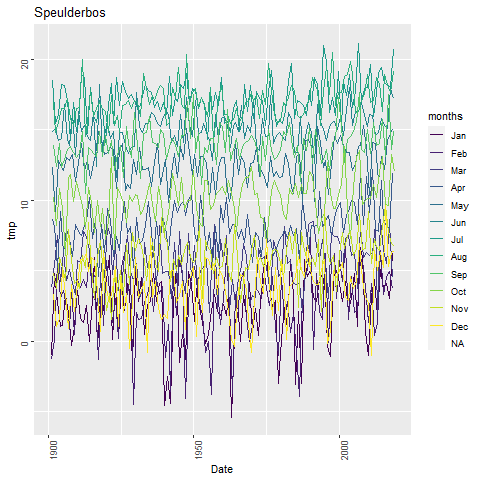 Speulderbos
tmp
20
10
0
1900
1950
2000
Date
months
Jan
Feb
Mar
Apr
May
Jun
Jul
Aug
Sep
Oct
Nov
Dec
NA